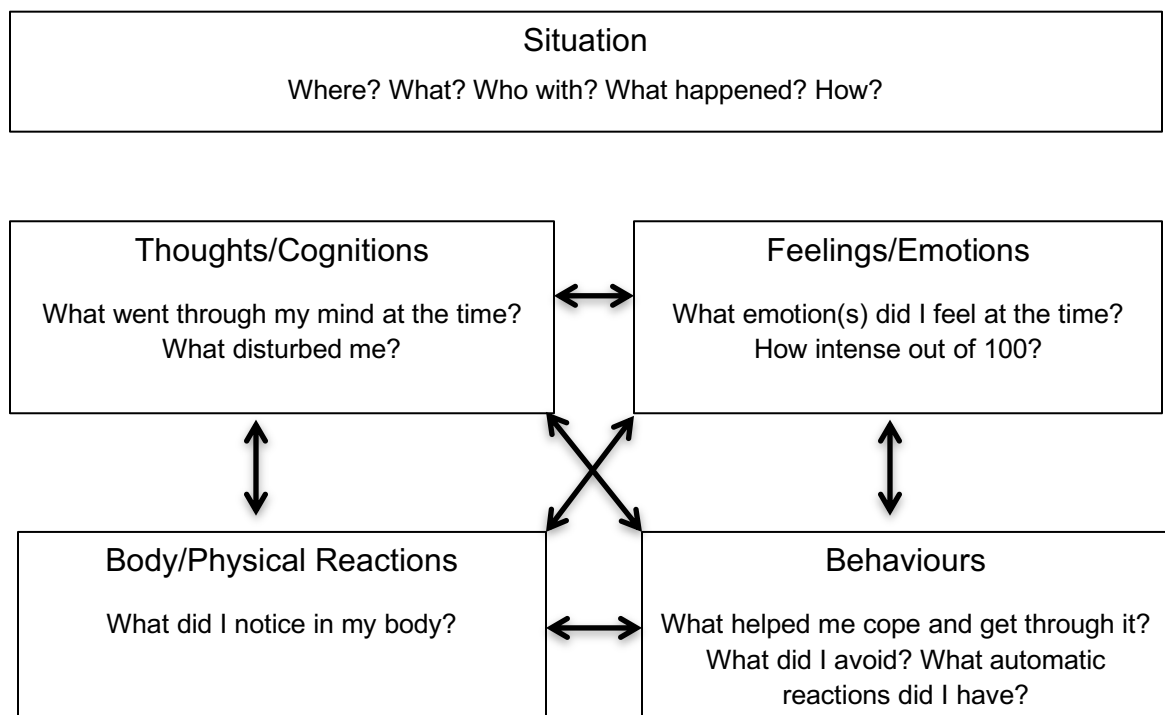 Situation
Where? What? Who with? What happened? How?
Thoughts/Cognitions
What went through my mind at the time?
What disturbed me?
Feelings/Emotions
What emotion(s) did I feel at the time?
How intense out of 100?
Body/Physical Reactions
What did I notice in my body?
Behaviours
What helped me cope and get through it?
What did I avoid? What automatic
reactions did I have?